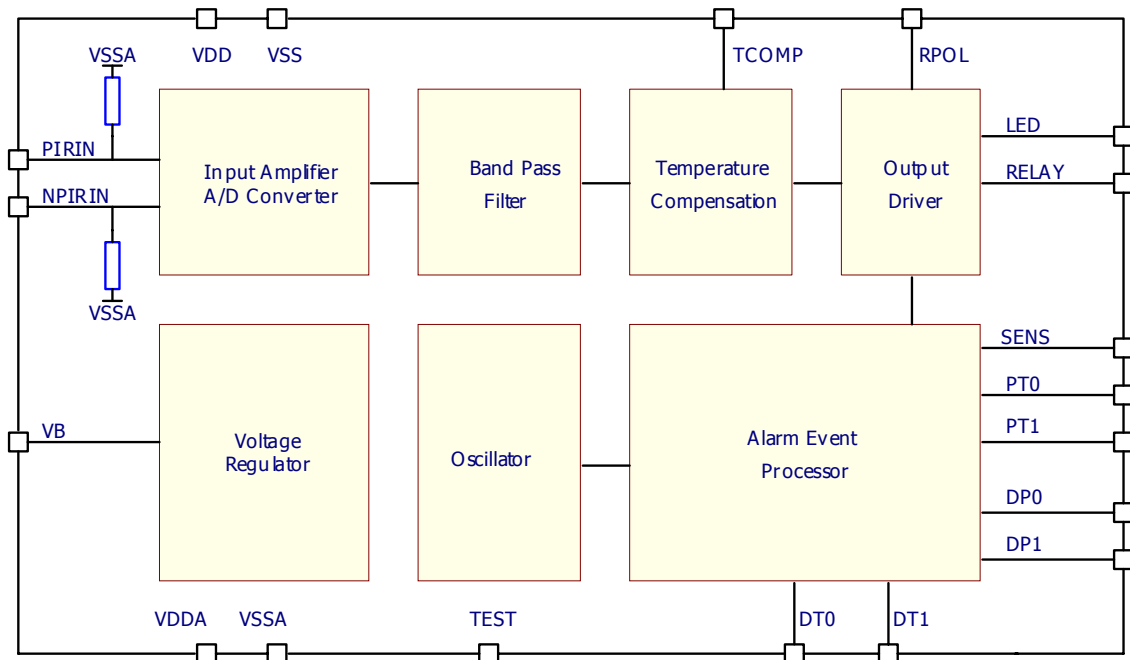 VSSA
VDD
VSS
TCOMP
RPOL
PIRIN
NPIRIN
VSSA
Input Amplifier
A/D Converter
Band Pass
Filter
Temperature
Compensation
Output
Driver
LED
RELAY
VB
Voltage
Regulator
Oscillator
Alarm Event
Processor
SENS
PT0
PT1
DP0
DP1
VDDA
VSSA
TEST
DT0
DT1